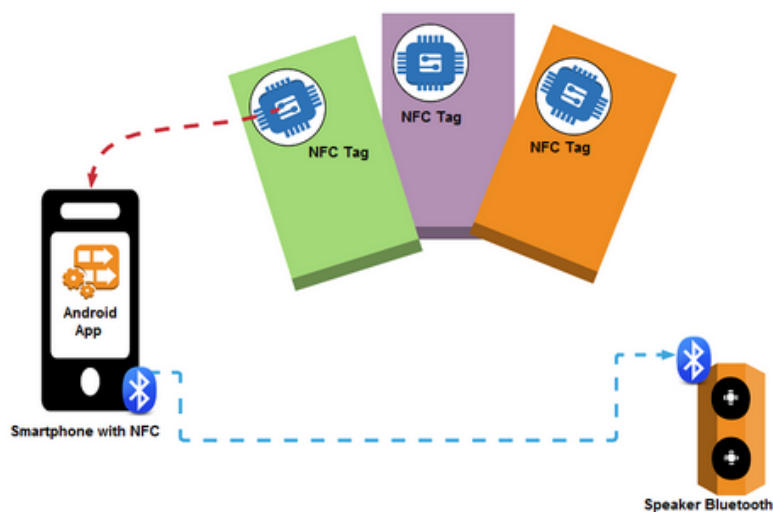 NFC Tag
NFC Tag
NFC Tag
Android
App
Smartphone with NFC
Speaker Bluetooth